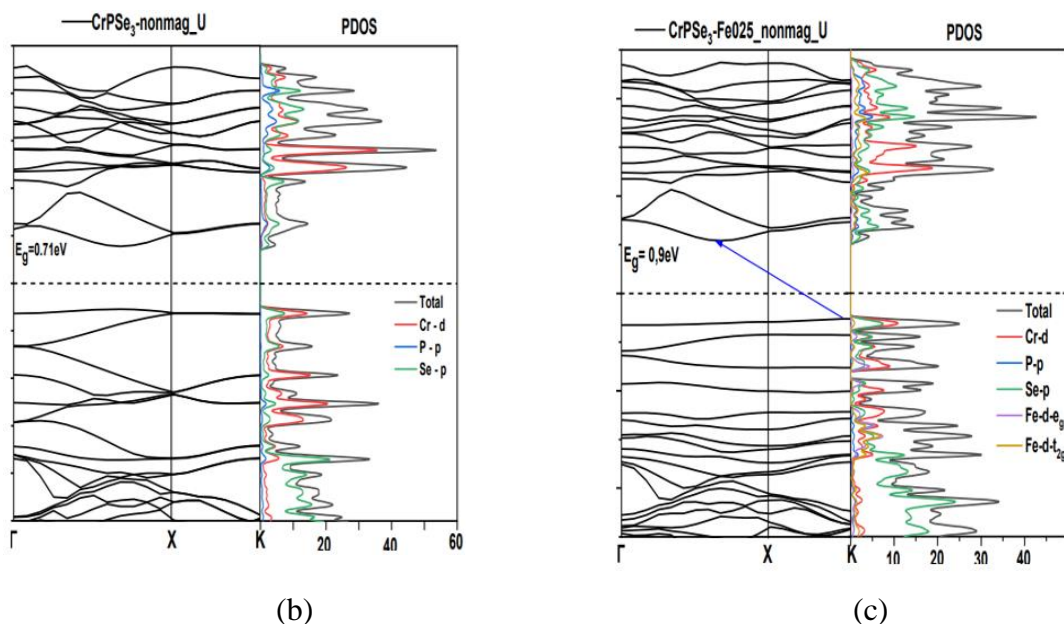 CrPSe3-nonmag_U
PDOS
Eg=0.71eV
Total
Cr - d
P - p
Se - p
Γ
X
K
20
40
60
(b)
CrPSe3-Fe025_nonmag_U
PDOS
Eg= 0,9eV
Total
Cr-d
P-p
Se-p
Fe-d-eg
Fe-d-t2g
Γ
X
K
10
20
30
40
(c)